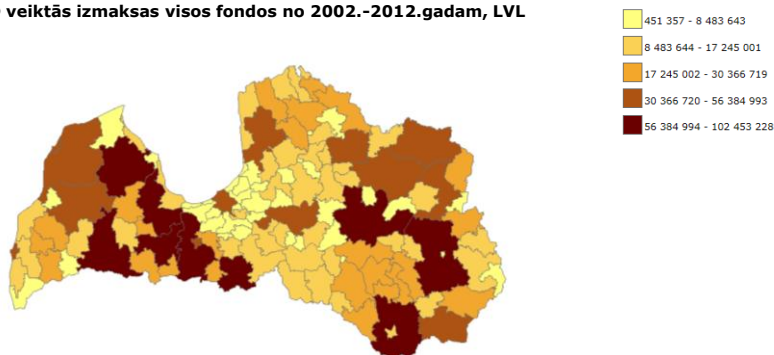 veiktās izmaksas visos fondos no 2002.-2012.gadam, LVL
451 357 - 8 483 643
8 483 644 - 17 245 001
17 245 002 - 30 366 719
30 366 720 - 56 384 993
56 384 994 - 102 453 228